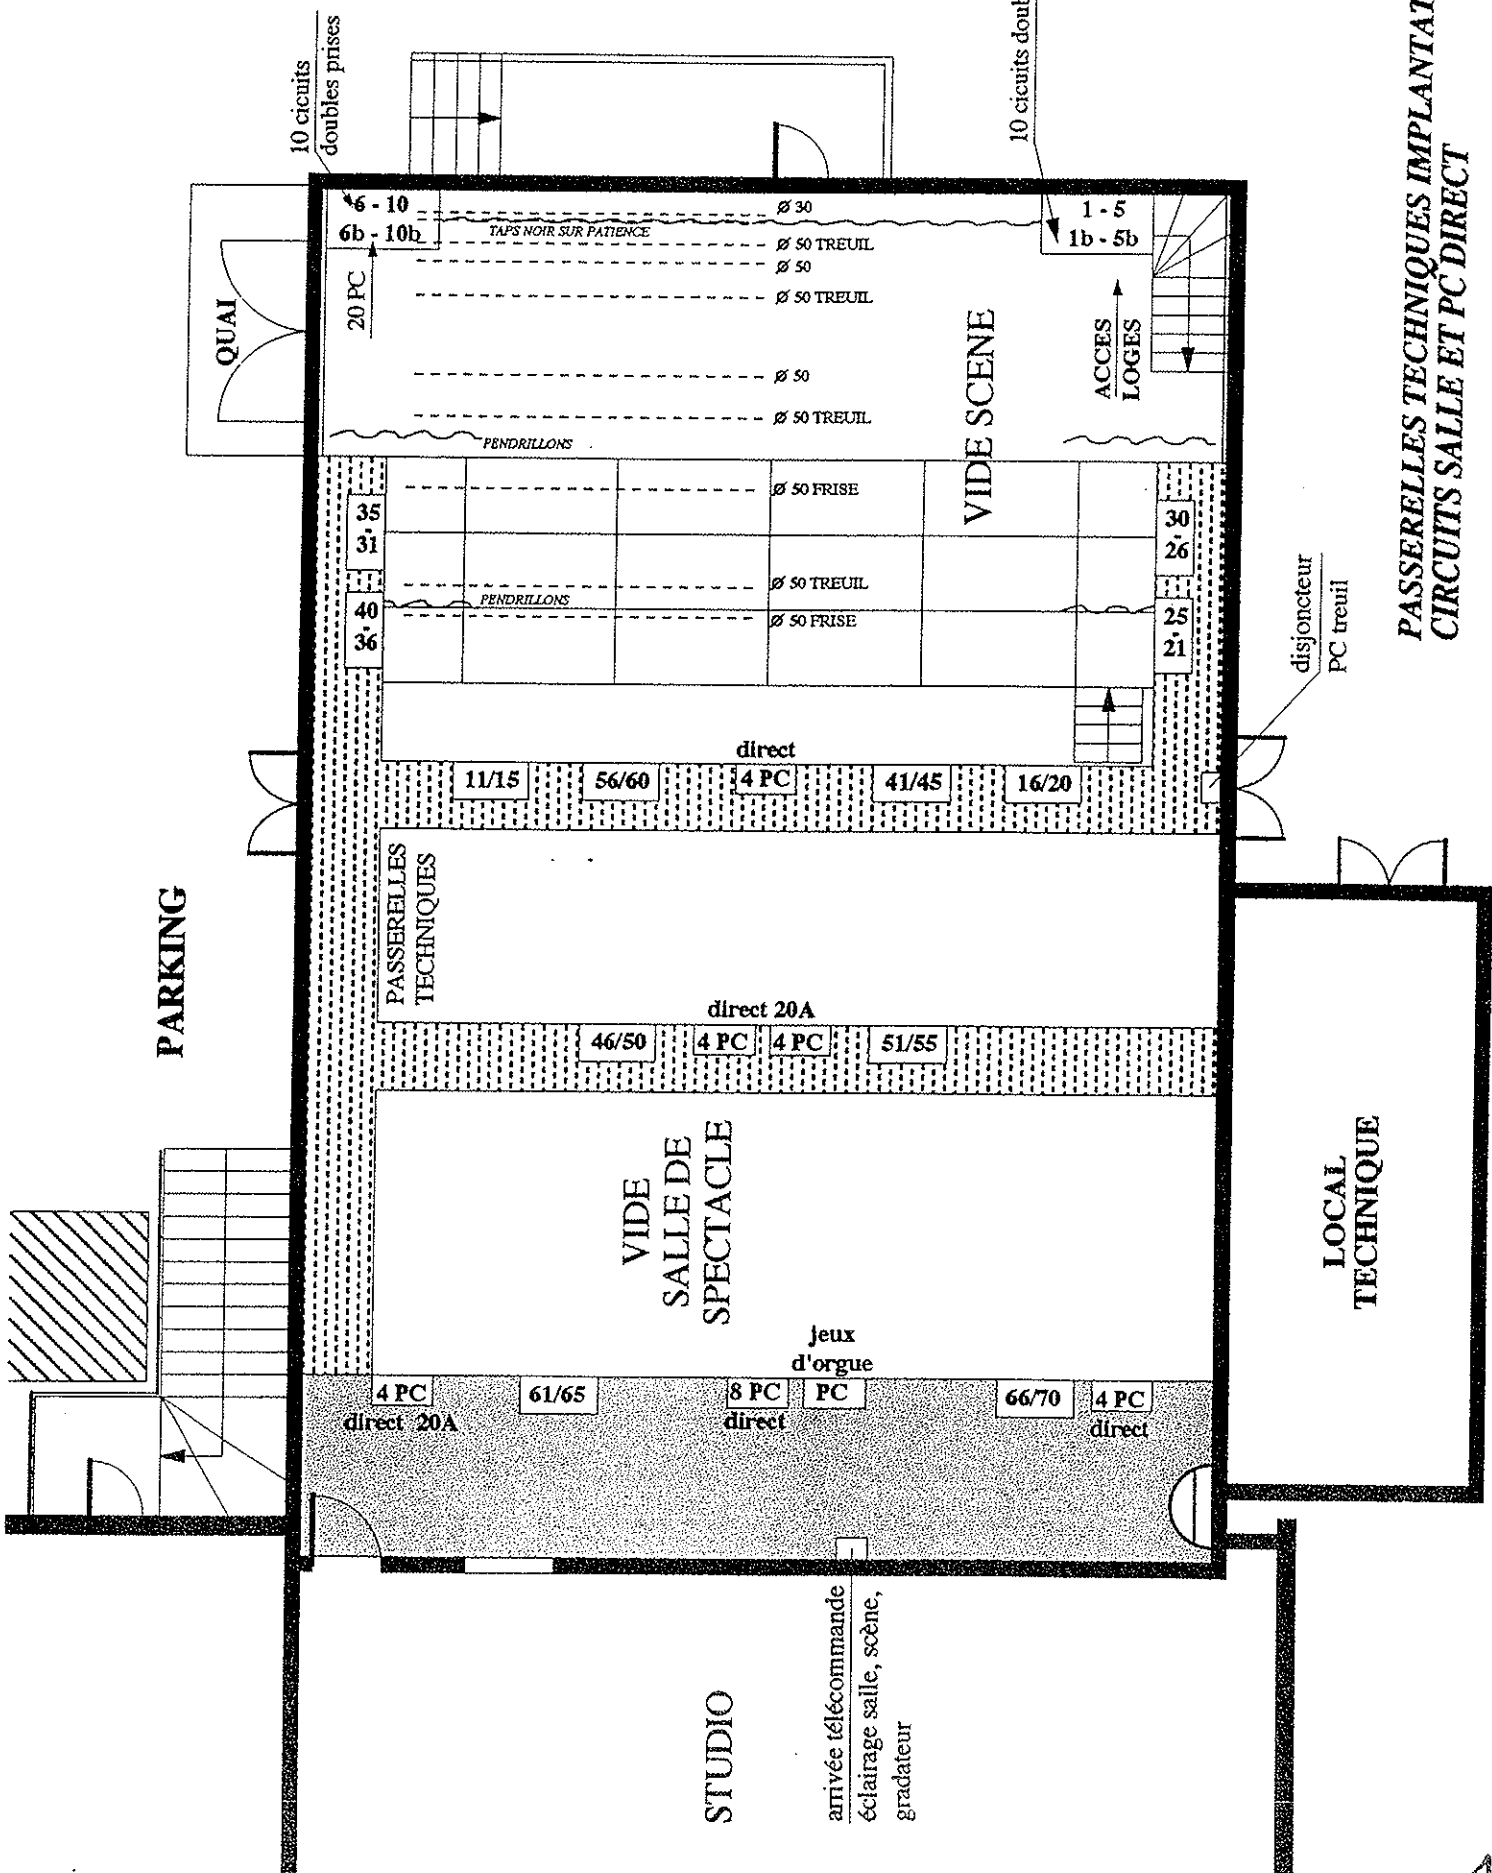 10 cicuits
doubles prises
10 cicuits doub
6 - 10
6b - 10b
Ø 30
TAPS NOIR SUR PATIENCE
1 - 5
1b - 5b
Ø 50 TREUIL
Ø 50
20 PC
Ø 50 TREUIL
QUAI
ACCES
LOGES
Ø 50
Ø 50 TREUIL
VIDE SCENE
PENDRILLONS
Ø 50 FRISE
35
-
31
30
-
26
Ø 50 TREUIL
PENDRILLONS
40
-
36
Ø 50 FRISE
25
-
21
disjoncteur
PC treuil
PASSERELLES TECHNIQUES IMPLANTAT
CIRCUITS SALLE ET PC DIRECT
direct
11/15
56/60
4 PC
41/45
16/20
PARKING
PASSERELLES
TECHNIQUES
direct 20A
46/50
4 PC
4 PC
51/55
VIDE
SALLE DE
SPECTACLE
LOCAL
TECHNIQUE
jeux
d'orgue
4 PC
direct 20A
61/65
8 PC
direct
PC
66/70
4 PC
direct
STUDIO
arrivée télécommande
éclairage salle, scène,
gradateur